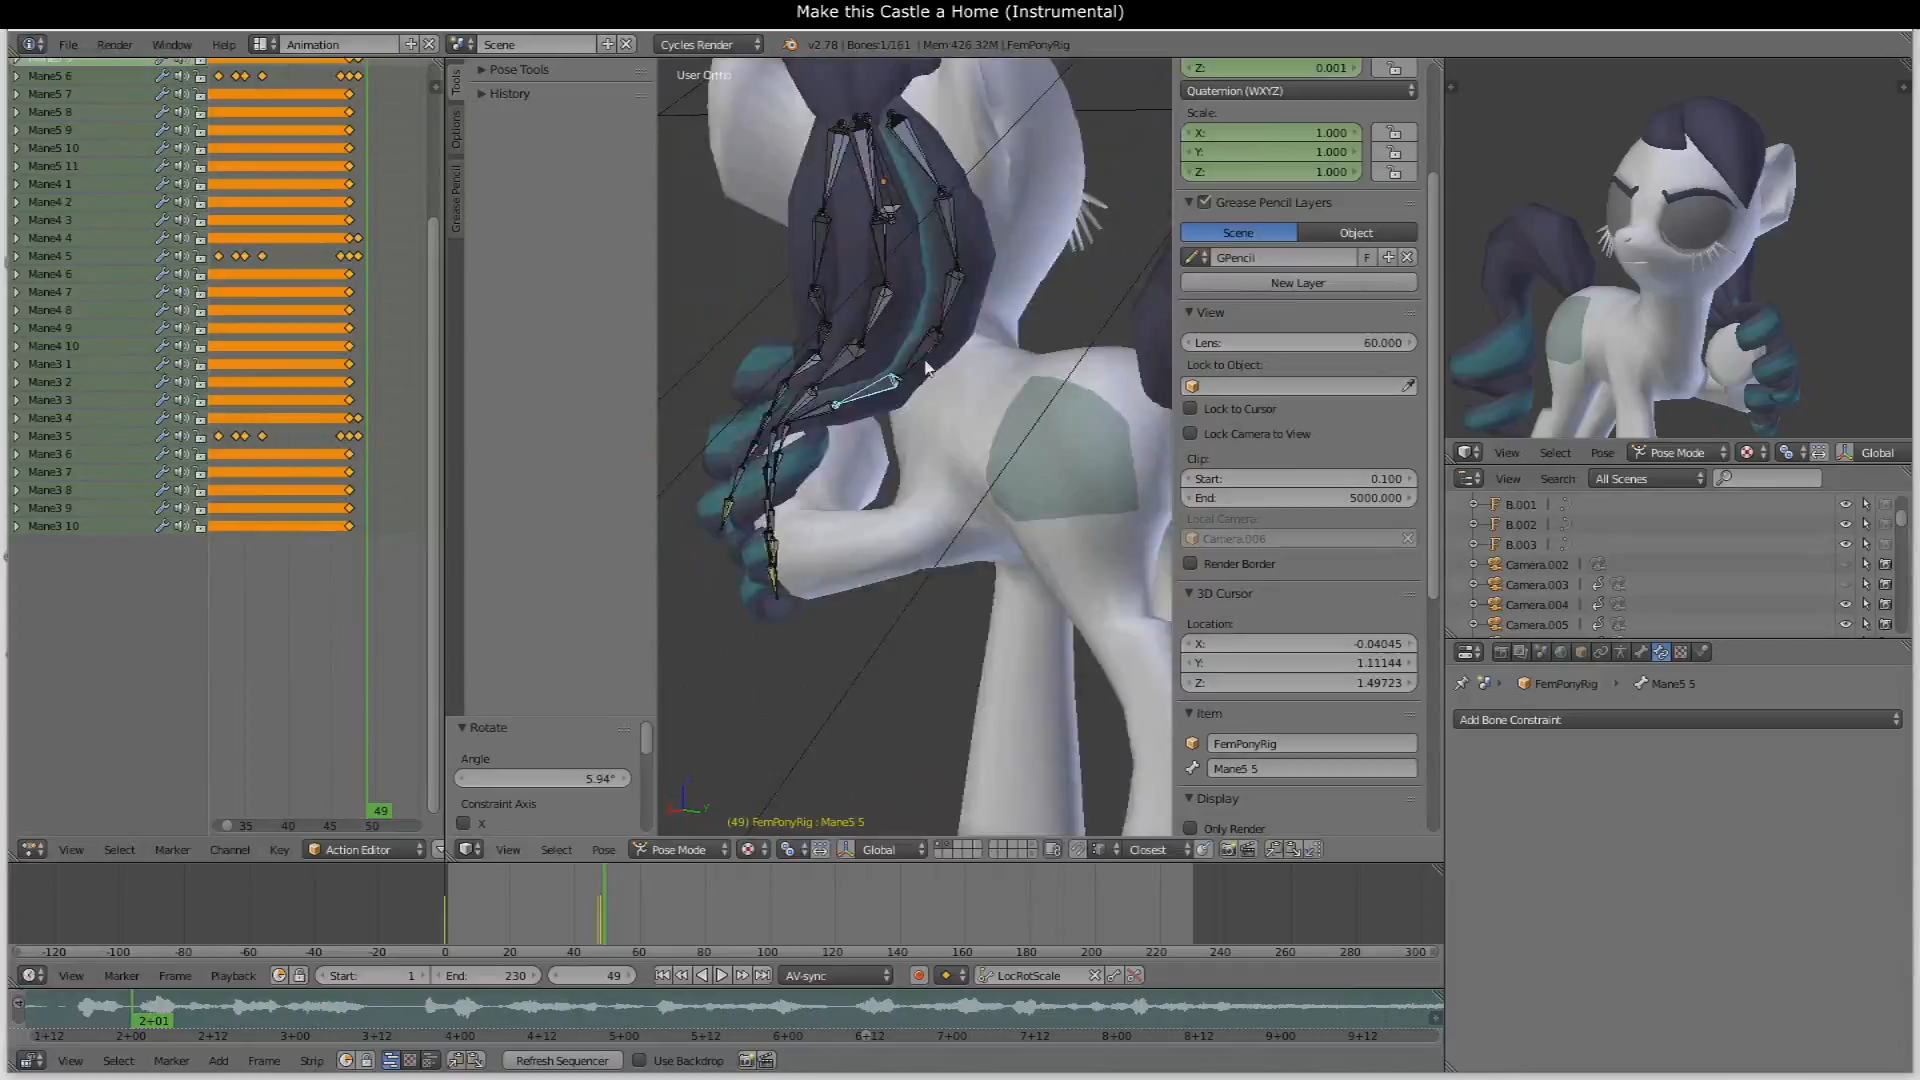 Make this Castle a Home (Instrumental)
File Render Window Help Animation Scene Cycles Render v2.78 | Bones:1/161 | Mem:426.32M | FemPonyRig
Mane5 6
Mane5 7
Mane5 8
Mane5 9
Mane5 10
Mane5 11
Mane4 1
Mane4 2
Mane4 3
Mane4 4
Mane4 5
Mane4 6
Mane4 7
Mane4 8
Mane4 9
Mane4 10
Mane3 1
Mane3 2
Mane3 3
Mane3 4
Mane3 5
Mane3 6
Mane3 7
Mane3 8
Mane3 9
Mane3 10
49
35 40 45 50
View Select Marker Channel Key Action Editor
Tools
Options
Grease Pencil
Pose Tools
History
Rotate
Angle
5.94°
Constraint Axis
X
User Ortho
(49) FemPonyRig : Mane5 5
View Select Pose Pose Mode Global Closest
Z: 0.001
Quaternion (WXYZ)
Scale:
X: 1.000
Y: 1.000
Z: 1.000
Grease Pencil Layers
Scene Object
GPencil F
New Layer
View
Lens: 60.000
Lock to Object:
Lock to Cursor
Lock Camera to View
Clip:
Start: 0.100
End: 5000.000
Local Camera:
Camera.006
Render Border
3D Cursor
Location:
X: -0.04045
Y: 1.11144
Z: 1.49723
Item
FemPonyRig
Mane5 5
Display
Only Render
View Select Pose Pose Mode Global
View Search All Scenes
B.001
B.002
B.003
Camera.002
Camera.003
Camera.004
Camera.005
FemPonyRig Mane5 5
Add Bone Constraint
-120 -100 -80 -60 -40 -20 0 20 40 60 80 100 120 140 160 180 200 220 240 260 280 300
View Marker Frame Playback Start: 1 End: 230 49 AV-sync LocRotScale
2+01
1+12 2+00 2+12 3+00 3+12 4+00 4+12 5+00 5+12 6+00 6+12 7+00 7+12 8+00 8+12 9+00 9+12
View Select Marker Add Frame Strip Refresh Sequencer Use Backdrop